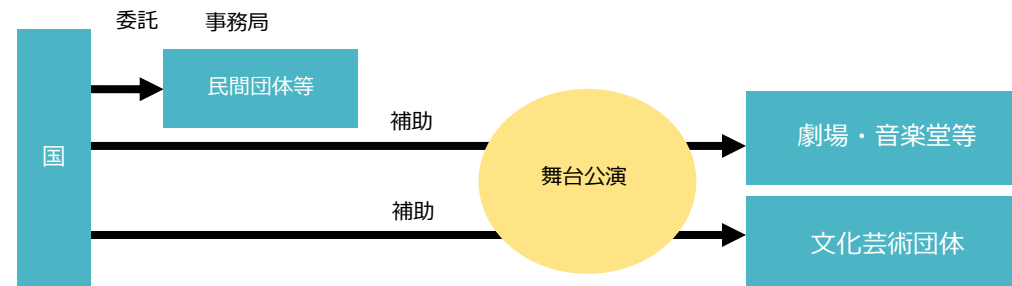 委託
事務局
民間団体等
補助
国
劇場・音楽堂等
舞台公演
補助
文化芸術団体